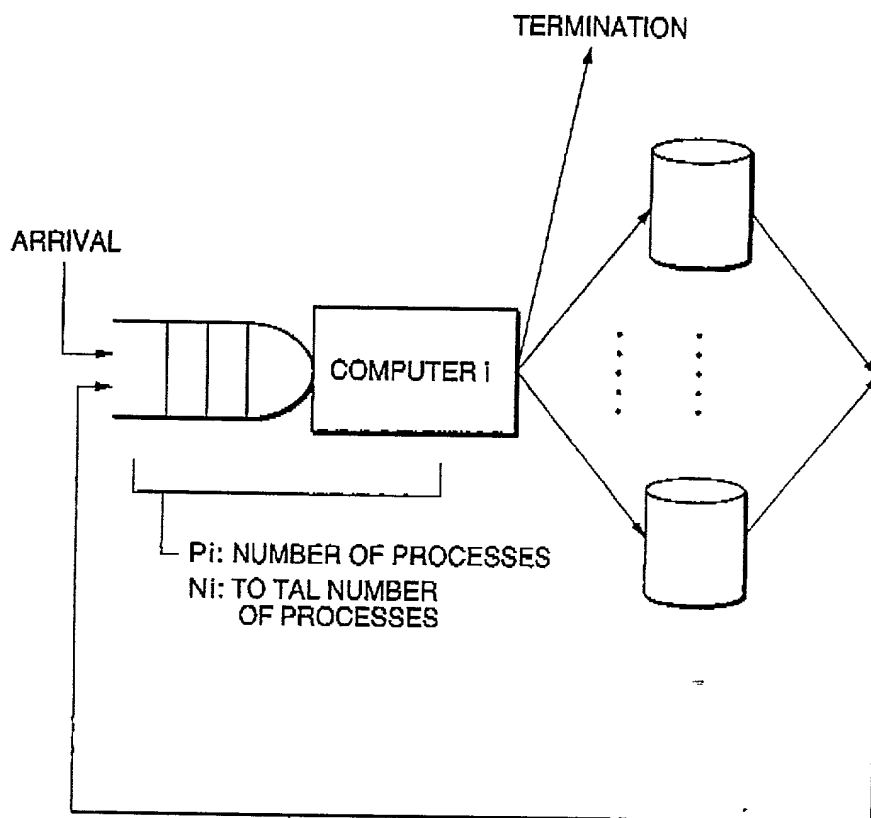 TERMINATION
ARRIVAL
COMPUTER i
Pi: NUMBER OF PROCESSES
Ni: TO TAL NUMBER
OF PROCESSES